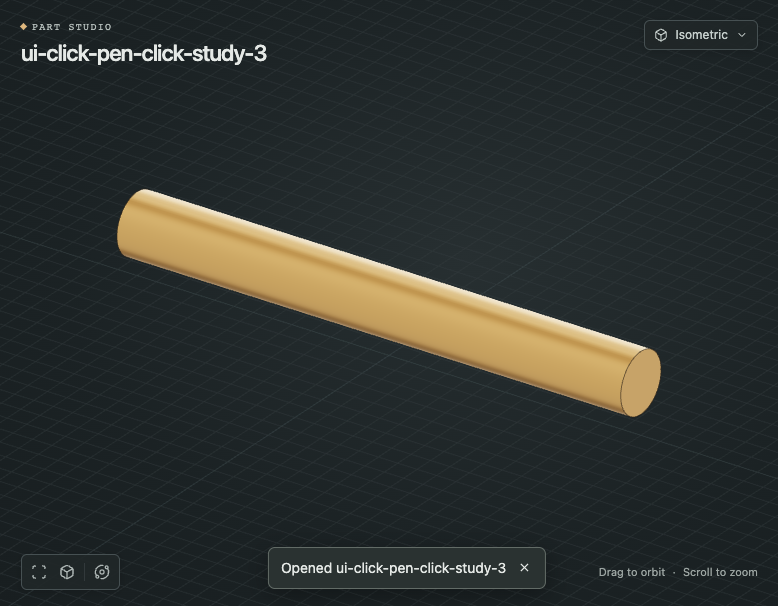 PART STUDIO
ui-click-pen-click-study-3
Isometric
Opened ui-click-pen-click-study-3
Drag to orbit · Scroll to zoom